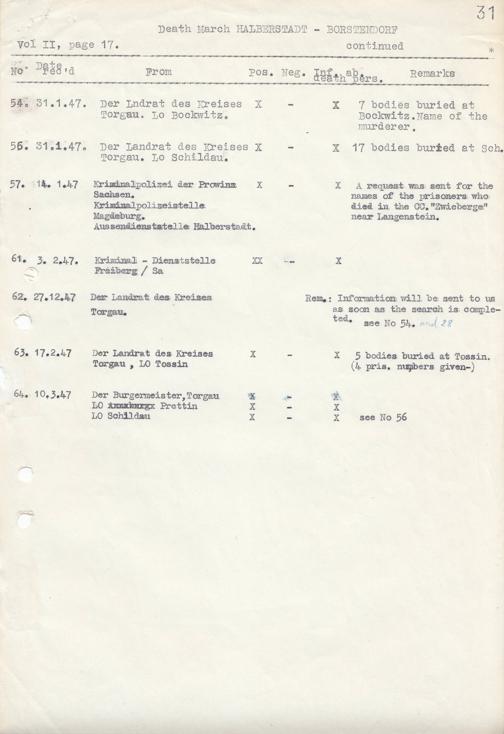 31
Death March HALBERSTADT - BORSTENDORF
Vol II, page 17. continued *
No Date rec'd From Pos. Neg. Inf. ab. death pers. Remarks
54. 31.1.47. Der Lndrat des Kreises X - X 7 bodies buried at
Torgau. Lo Bockwitz. Bockwitz.Name of the
murderer.
56. 31.1.47. Der Landrat des Kreises X - X 17 bodies buried at Sch.
Torgau. Lo Schildau.
57. 14. 1.47 Kriminalpolizei der Provinz X - X A request was sent for the
Sachsen. names of the prisoners who
Kriminalpolizeistelle died in the CC."Zwieberge"
Magdeburg. near Langenstein.
Aussendienststelle Halberstadt.
61. 3. 2.47. Kriminal - Dienststelle XX -- X
Freiberg / Sa
62. 27.12.47 Der Landrat des Kreises Rem.: Information will be sent to us
Torgau. as soon as the search is comple-
ted. see No 54. and 28
63. 17.2.47 Der Landrat des Kreises X - X 5 bodies buried at Tossin.
Torgau , LO Tossin (4 pris. numbers given-)
64. 10.3.47 Der Burgermeister,Torgau X - X
LO Prettin X - X
LO Schildau X - X see No 56